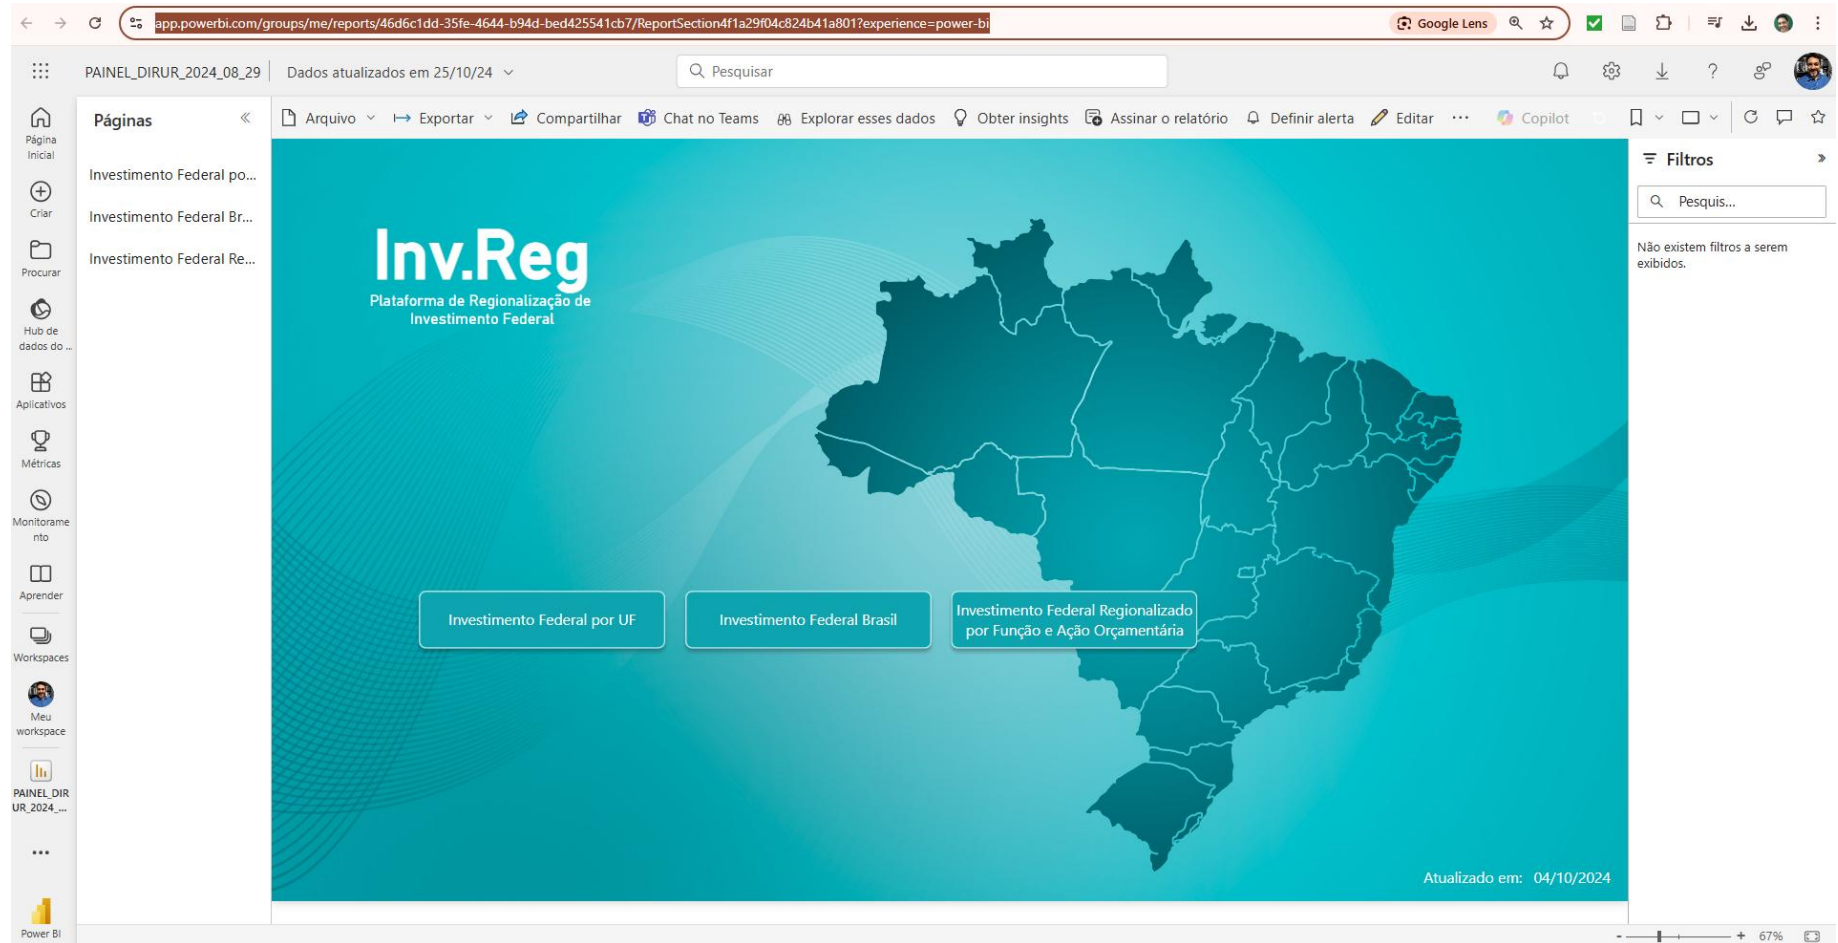 app.powerbi.com/groups/me/reports/46d6c1dd-35fe-4644-b94d-bed425541cb7/ReportSection4f1a29f04c824b41a801?experience=power-bi
Google Lens
PAINEL_DIRUR_2024_08_29
Dados atualizados em 25/10/24
Pesquisar
Página
Inicial
Criar
Procurar
Hub de
dados do ...
Aplicativos
Métricas
Monitorame
nto
Aprender
Workspaces
Meu
workspace
PAINEL_DIR
UR_2024_...
Power BI
Páginas
Investimento Federal po...
Investimento Federal Br...
Investimento Federal Re...
Arquivo
Exportar
Compartilhar
Chat no Teams
Explorar esses dados
Obter insights
Assinar o relatório
Definir alerta
Editar
Copilot
Inv.Reg
Plataforma de Regionalização de
Investimento Federal
Investimento Federal por UF
Investimento Federal Brasil
Investimento Federal Regionalizado
por Função e Ação Orçamentária
Atualizado em: 04/10/2024
Filtros
Pesquis...
Não existem filtros a serem
exibidos.
67%